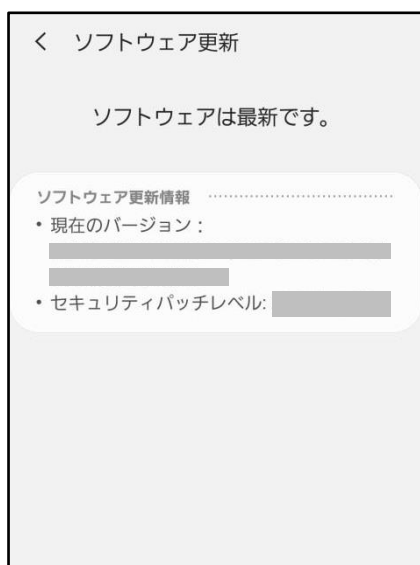 ソフトウェア更新
ソフトウェアは最新です。
ソフトウェア更新情報
・現在のバージョン：
・セキュリティパッチレベル: